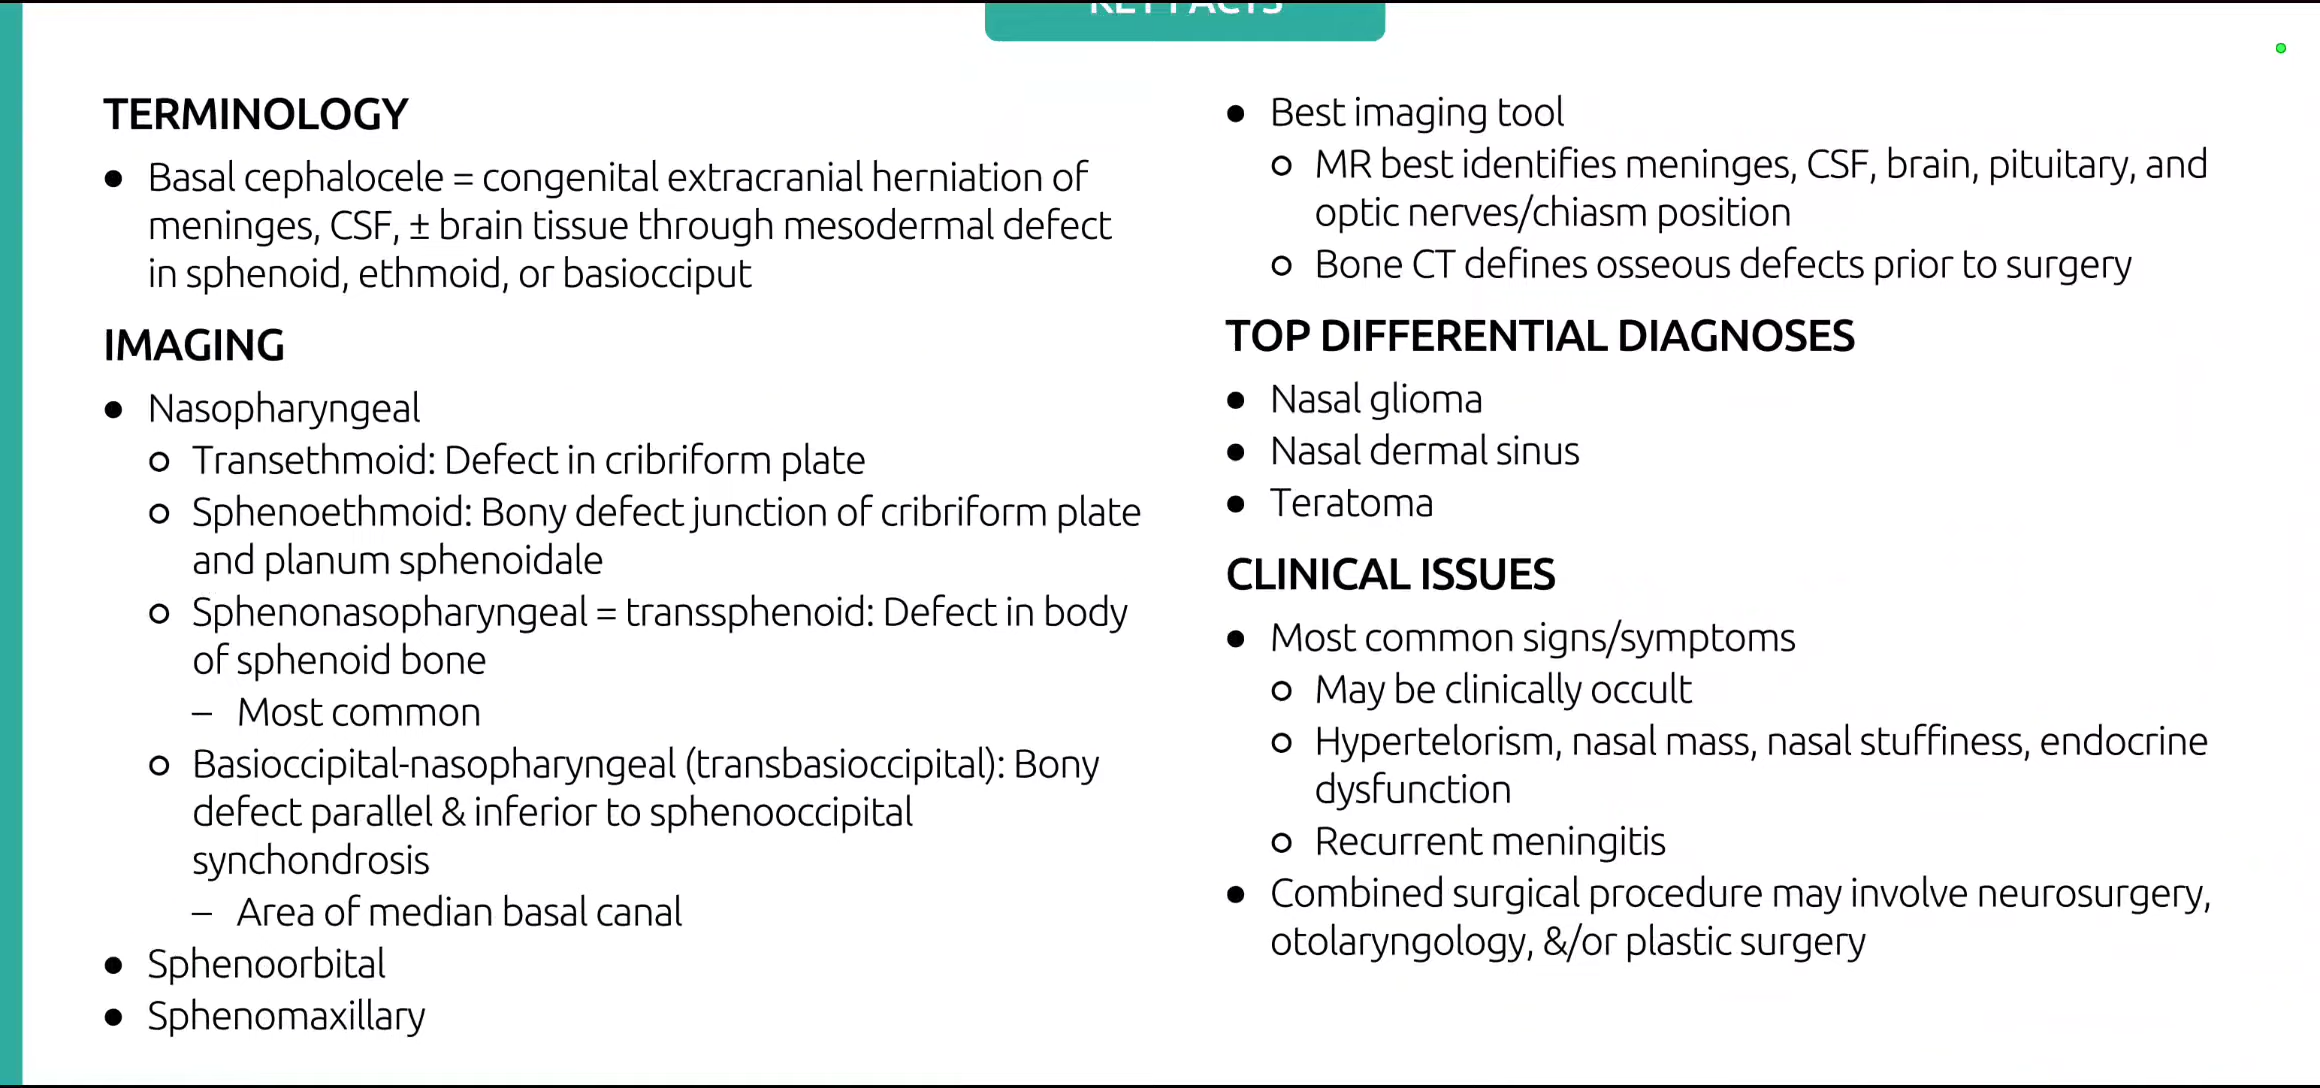 KEY FACTS
TERMINOLOGY
● Basal cephalocele = congenital extracranial herniation of
meninges, CSF, ± brain tissue through mesodermal defect
in sphenoid, ethmoid, or basiocciput
IMAGING
● Nasopharyngeal
○ Transethmoid: Defect in cribriform plate
○ Sphenoethmoid: Bony defect junction of cribriform plate
and planum sphenoidale
○ Sphenonasopharyngeal = transsphenoid: Defect in body
of sphenoid bone
– Most common
○ Basioccipital-nasopharyngeal (transbasioccipital): Bony
defect parallel & inferior to sphenooccipital
synchondrosis
– Area of median basal canal
● Sphenoorbital
● Sphenomaxillary
● Best imaging tool
○ MR best identifies meninges, CSF, brain, pituitary, and
optic nerves/chiasm position
○ Bone CT defines osseous defects prior to surgery
TOP DIFFERENTIAL DIAGNOSES
● Nasal glioma
● Nasal dermal sinus
● Teratoma
CLINICAL ISSUES
● Most common signs/symptoms
○ May be clinically occult
○ Hypertelorism, nasal mass, nasal stuffiness, endocrine
dysfunction
○ Recurrent meningitis
● Combined surgical procedure may involve neurosurgery,
otolaryngology, &/or plastic surgery